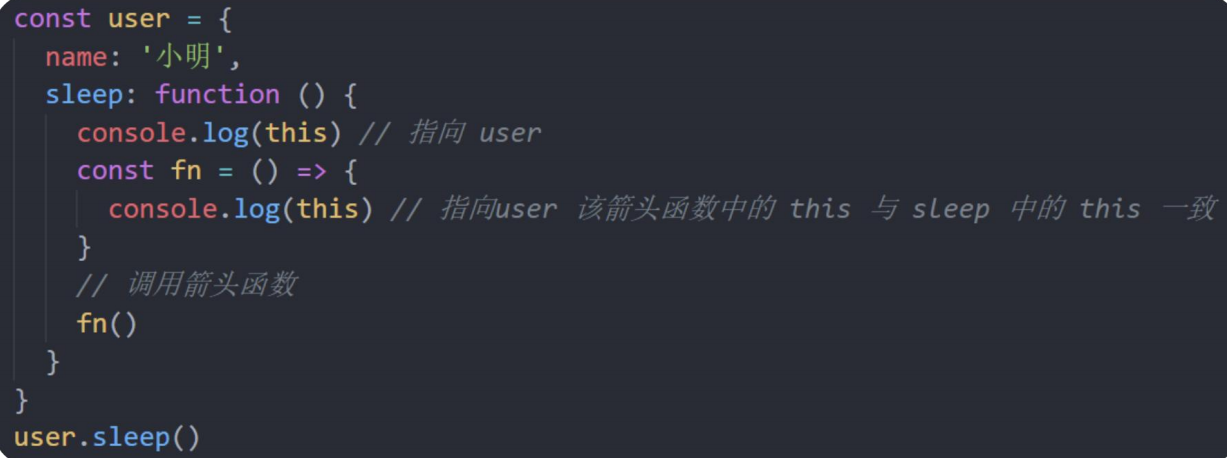 const user = {
name: '小明',
sleep: function () {
console.log(this) // 指向 user
const fn = () => {
console.log(this) // 指向user 该箭头函数中的 this 与 sleep 中的 this 一致
}
// 调用箭头函数
fn()
}
}
user.sleep()